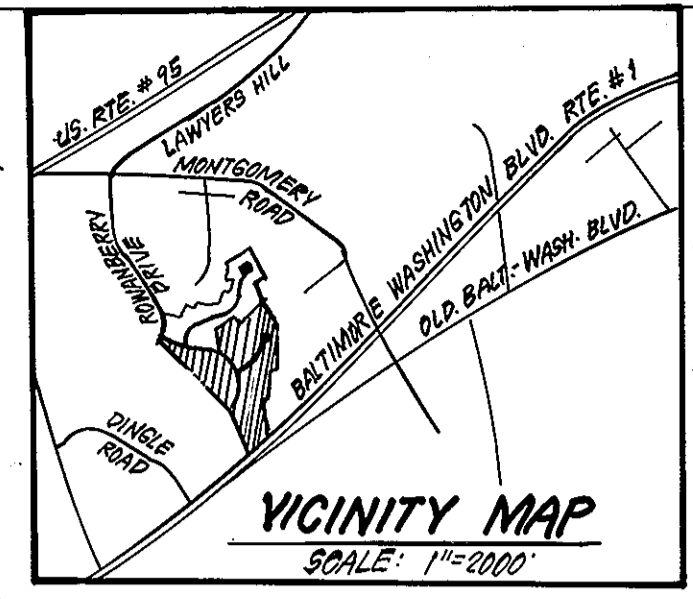 U.S. RTE. #95
LAWYERS HILL
MONTGOMERY
ROAD
ROWANBERRY
DRIVE
BALTIMORE WASHINGTON BLVD. RTE. #1
OLD. BALT.-WASH. BLVD.
DINGLE
ROAD
VICINITY MAP
SCALE: 1"=2000'